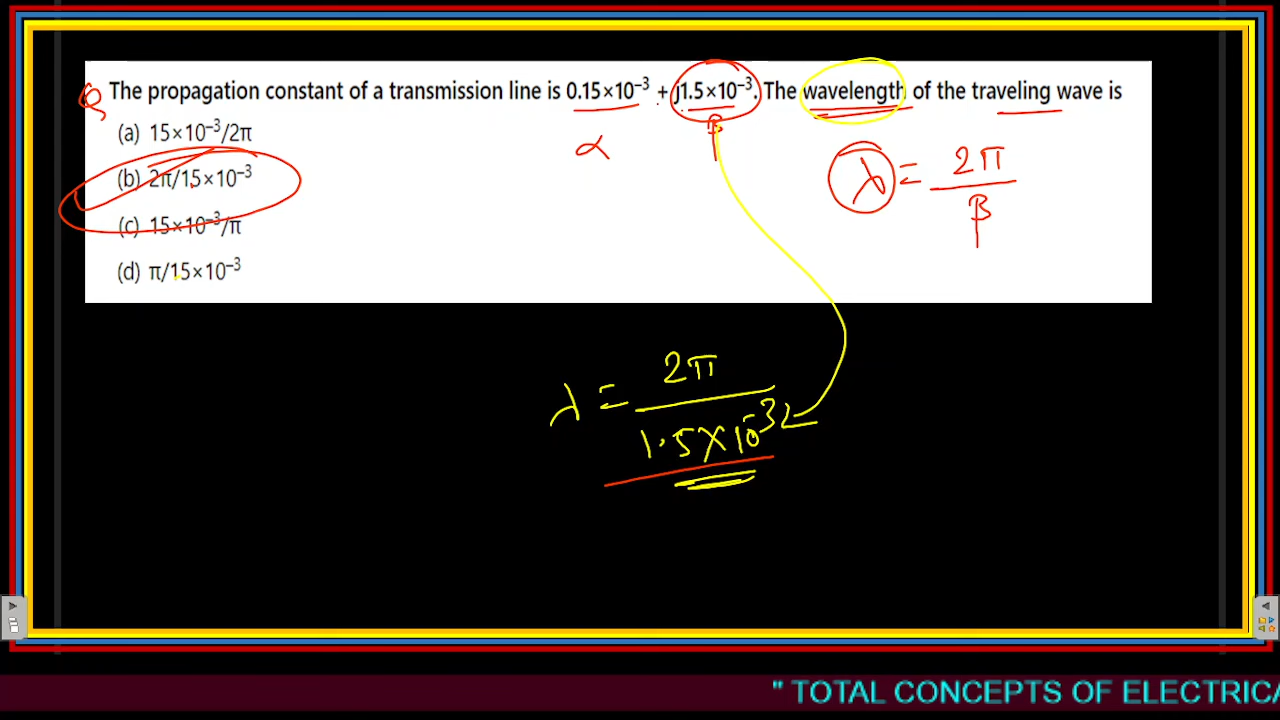 Q The propagation constant of a transmission line is 0.15×10⁻³ + j1.5×10⁻³. The wavelength of the traveling wave is
α
β
(a) 15×10⁻³/2π
(b) 2π/15×10⁻³
(c) 15×10⁻³/π
(d) π/15×10⁻³
λ = 2π
β
λ = 2π
1.5×10⁻³
" TOTAL CONCEPTS OF ELECTRICA